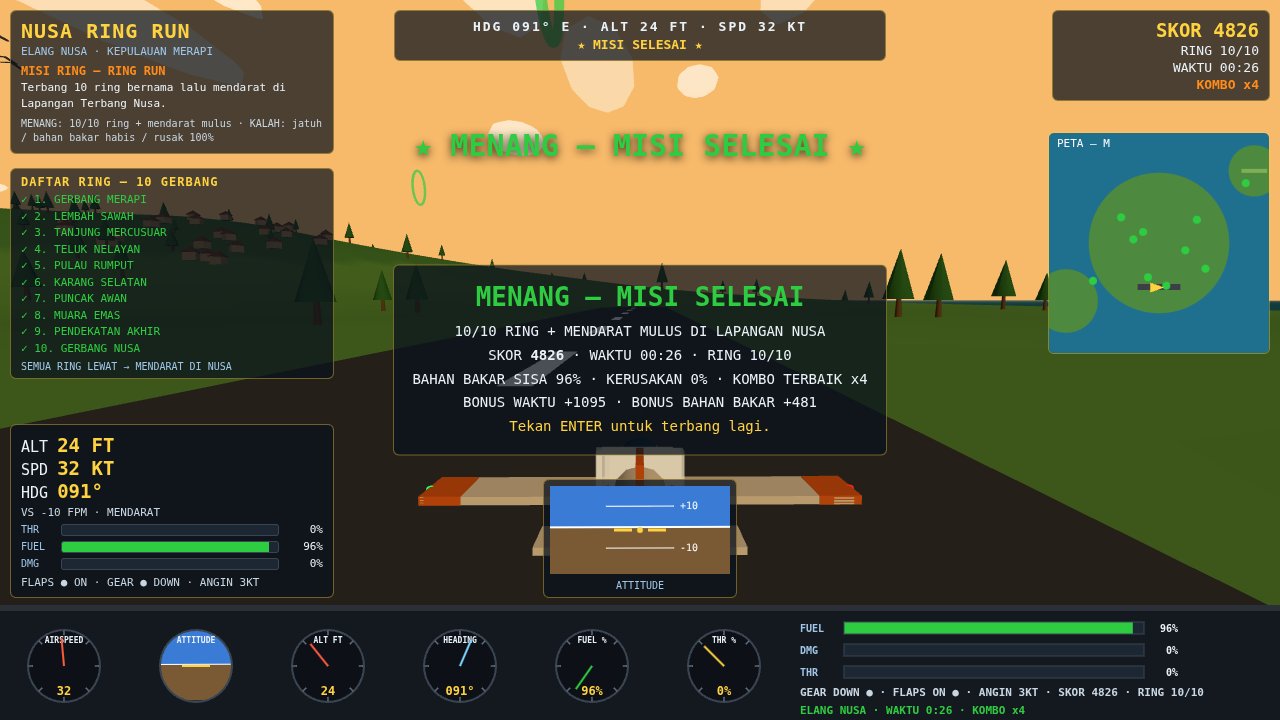 NUSA RING RUN
ELANG NUSA · KEPULAUAN MERAPI
MISI RING — RING RUN
Terbang 10 ring bernama lalu mendarat di
Lapangan Terbang Nusa.
MENANG: 10/10 ring + mendarat mulus · KALAH: jatuh
/ bahan bakar habis / rusak 100%
HDG 091° E · ALT 24 FT · SPD 32 KT
★ MISI SELESAI ★
SKOR 4826
RING 10/10
WAKTU 00:26
KOMBO x4
★ MENANG — MISI SELESAI ★
PETA — M
DAFTAR RING — 10 GERBANG
✓ 1. GERBANG MERAPI
✓ 2. LEMBAH SAWAH
✓ 3. TANJUNG MERCUSUAR
✓ 4. TELUK NELAYAN
✓ 5. PULAU RUMPUT
✓ 6. KARANG SELATAN
✓ 7. PUNCAK AWAN
✓ 8. MUARA EMAS
✓ 9. PENDEKATAN AKHIR
✓ 10. GERBANG NUSA
SEMUA RING LEWAT → MENDARAT DI NUSA
MENANG — MISI SELESAI
10/10 RING + MENDARAT MULUS DI LAPANGAN NUSA
SKOR 4826 · WAKTU 00:26 · RING 10/10
BAHAN BAKAR SISA 96% · KERUSAKAN 0% · KOMBO TERBAIK x4
BONUS WAKTU +1095 · BONUS BAHAN BAKAR +481
Tekan ENTER untuk terbang lagi.
ALT 24 FT
SPD 32 KT
HDG 091°
VS -10 FPM · MENDARAT
THR 0%
FUEL 96%
DMG 0%
FLAPS ● ON · GEAR ● DOWN · ANGIN 3KT
+10
-10
ATTITUDE
AIRSPEED
32
ATTITUDE
ALT FT
24
HEADING
091°
FUEL %
96%
THR %
0%
FUEL 96%
DMG 0%
THR 0%
GEAR DOWN ● · FLAPS ON ● · ANGIN 3KT · SKOR 4826 · RING 10/10
ELANG NUSA · WAKTU 0:26 · KOMBO x4